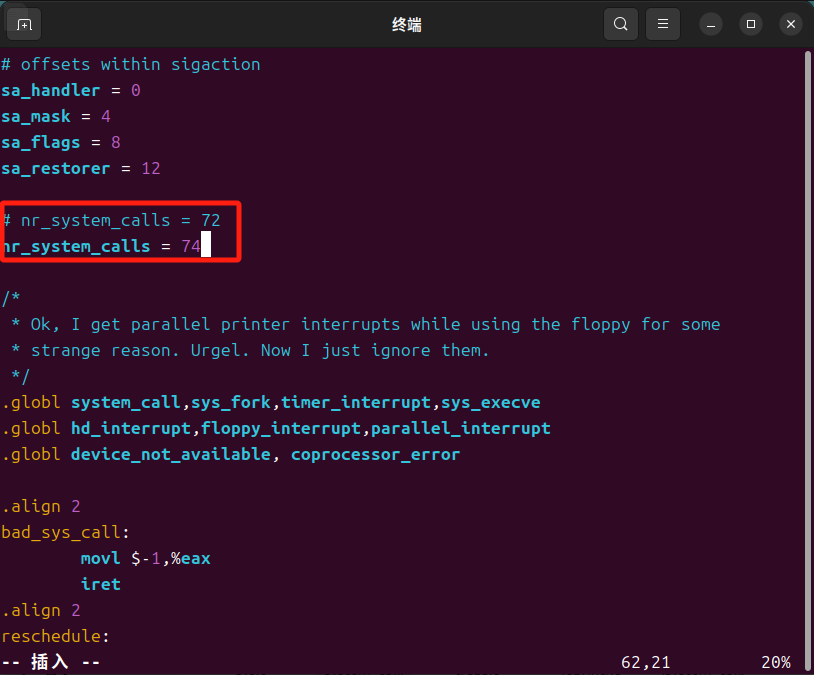 终端
# offsets within sigaction
sa_handler = 0
sa_mask = 4
sa_flags = 8
sa_restorer = 12
# nr_system_calls = 72
nr_system_calls = 74
/*
 * Ok, I get parallel printer interrupts while using the floppy for some
 * strange reason. Urgel. Now I just ignore them.
 */
.globl system_call,sys_fork,timer_interrupt,sys_execve
.globl hd_interrupt,floppy_interrupt,parallel_interrupt
.globl device_not_available, coprocessor_error
.align 2
bad_sys_call:
        movl $-1,%eax
        iret
.align 2
reschedule:
-- 插入 -- 62,21 20%